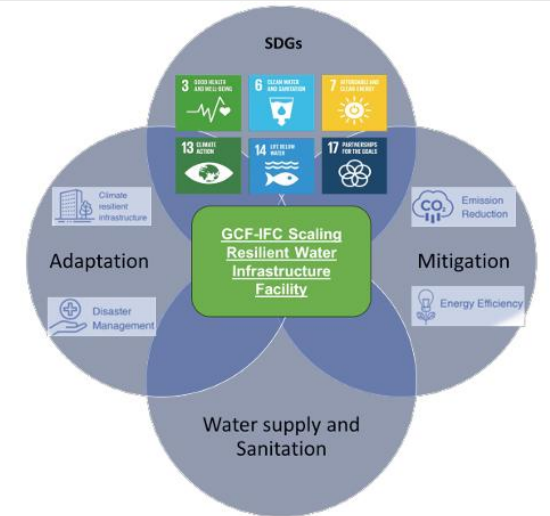 SDGs
3 GOOD HEALTH
AND WELL-BEING
6 CLEAN WATER
AND SANITATION
7 AFFORDABLE AND
CLEAN ENERGY
13 CLIMATE
ACTION
14 LIFE BELOW
WATER
17 PARTNERSHIPS
FOR THE GOALS
Climate
resilient
infrastructure
Adaptation
Disaster
Management
GCF-IFC Scaling
Resilient Water
Infrastructure
Facility
CO2
Emission
Reduction
Mitigation
Energy Efficiency
Water supply and
Sanitation